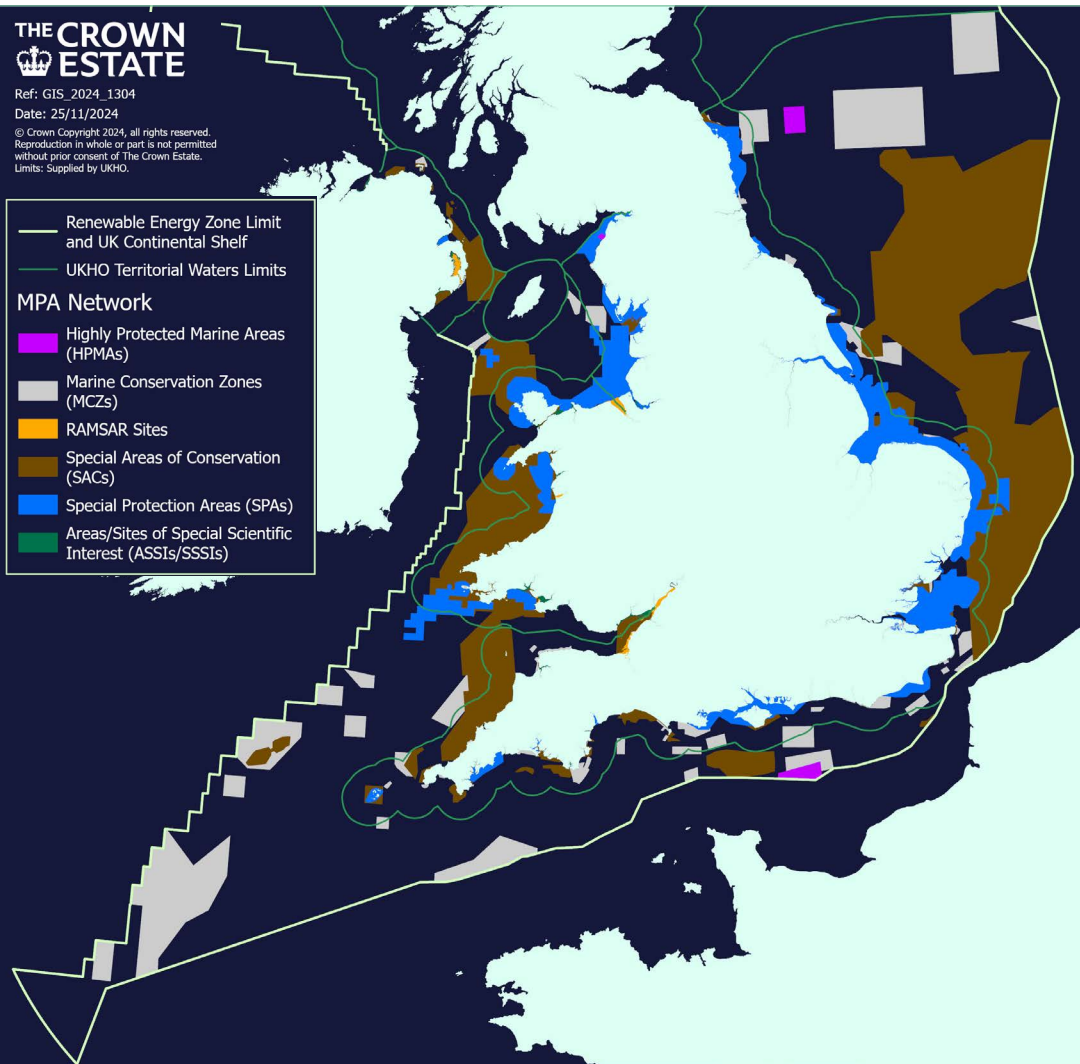 THE CROWN
ESTATE
Ref: GIS_2024_1304
Date: 25/11/2024
© Crown Copyright 2024, all rights reserved.
Reproduction in whole or part is not permitted
without prior consent of The Crown Estate.
Limits: Supplied by UKHO.
Renewable Energy Zone Limit
and UK Continental Shelf
UKHO Territorial Waters Limits
MPA Network
Highly Protected Marine Areas
(HPMAs)
Marine Conservation Zones
(MCZs)
RAMSAR Sites
Special Areas of Conservation
(SACs)
Special Protection Areas (SPAs)
Areas/Sites of Special Scientific
Interest (ASSIs/SSSIs)